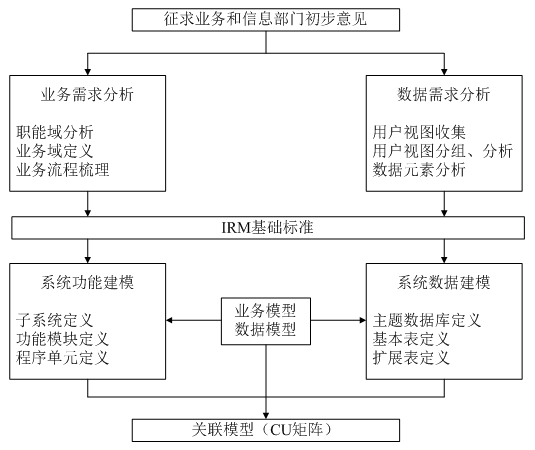 征求业务和信息部门初步意见
业务需求分析
职能域分析
业务域定义
业务流程梳理
数据需求分析
用户视图收集
用户视图分组、分析
数据元素分析
IRM基础标准
系统功能建模
子系统定义
功能模块定义
程序单元定义
业务模型
数据模型
系统数据建模
主题数据库定义
基本表定义
扩展表定义
关联模型（CU矩阵）